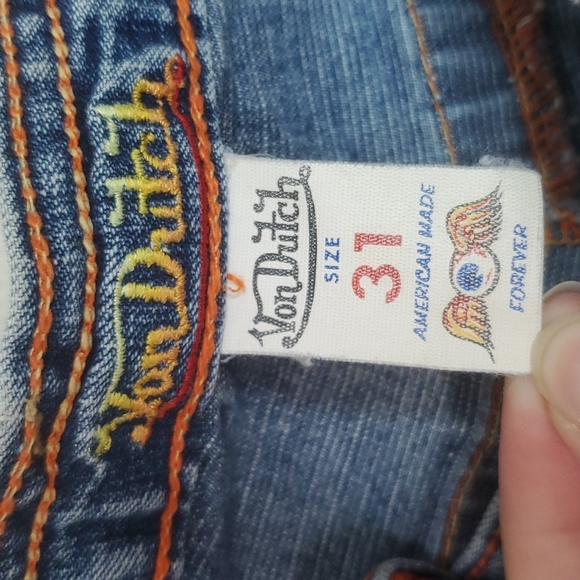 Von Dutch
Von Dutch
SIZE
31
AMERICAN MADE
FOREVER